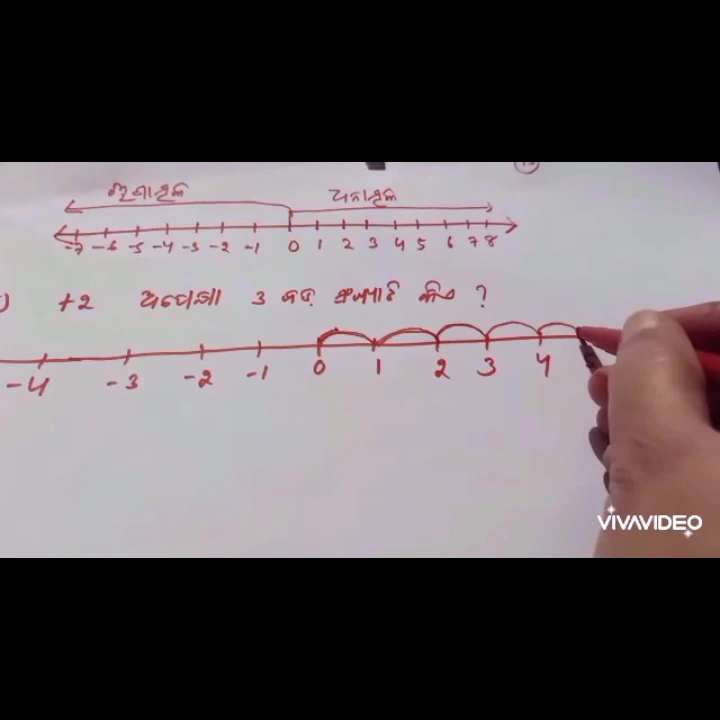 ଋଣାତ୍ମକ ଧନାତ୍ମକ
-7 -6 -5 -4 -3 -2 -1 0 1 2 3 4 5 6 7 8
+2 ଅପେକ୍ଷା 3 ବଡ଼ ସଂଖ୍ୟାଟି କିଏ ?
-4 -3 -2 -1 0 1 2 3 4
VIVAVIDEO